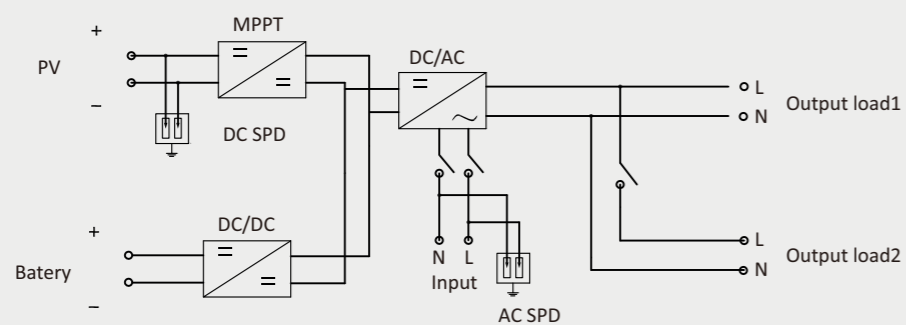 +
MPPT
PV
DC/AC
L
Output load1
N
−
DC SPD
+
DC/DC
L
Batery
N L
Output load2
N
Input
−
AC SPD